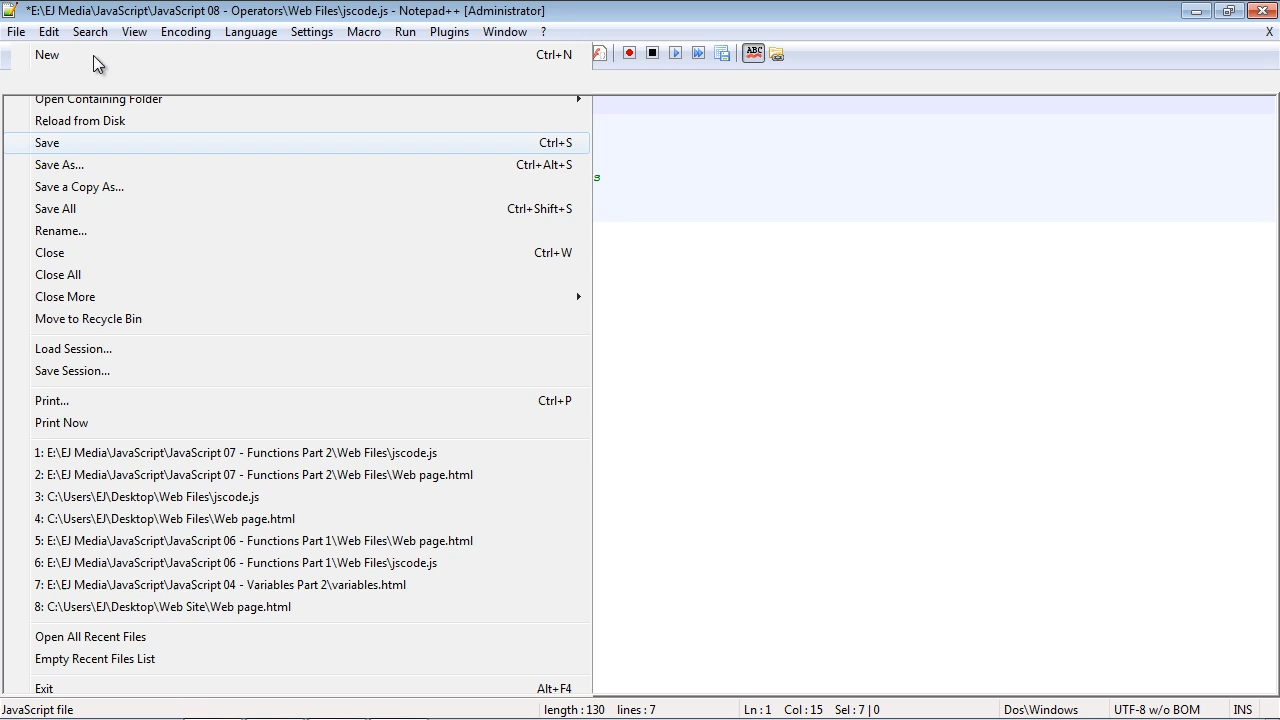 *E:\EJ Media\JavaScript\JavaScript 08 - Operators\Web Files\jscode.js - Notepad++ [Administrator]
File Edit Search View Encoding Language Settings Macro Run Plugins Window ? X
New Ctrl+N
ABC
Open Containing Folder
Reload from Disk
Save Ctrl+S
Save As... Ctrl+Alt+S
s
Save a Copy As...
Save All Ctrl+Shift+S
Rename...
Close Ctrl+W
Close All
Close More
Move to Recycle Bin
Load Session...
Save Session...
Print... Ctrl+P
Print Now
1: E:\EJ Media\JavaScript\JavaScript 07 - Functions Part 2\Web Files\jscode.js
2: E:\EJ Media\JavaScript\JavaScript 07 - Functions Part 2\Web Files\Web page.html
3: C:\Users\EJ\Desktop\Web Files\jscode.js
4: C:\Users\EJ\Desktop\Web Files\Web page.html
5: E:\EJ Media\JavaScript\JavaScript 06 - Functions Part 1\Web Files\Web page.html
6: E:\EJ Media\JavaScript\JavaScript 06 - Functions Part 1\Web Files\jscode.js
7: E:\EJ Media\JavaScript\JavaScript 04 - Variables Part 2\variables.html
8: C:\Users\EJ\Desktop\Web Site\Web page.html
Open All Recent Files
Empty Recent Files List
Exit Alt+F4
JavaScript file length : 130 lines : 7 Ln : 1 Col : 15 Sel : 7 | 0 Dos\Windows UTF-8 w/o BOM INS